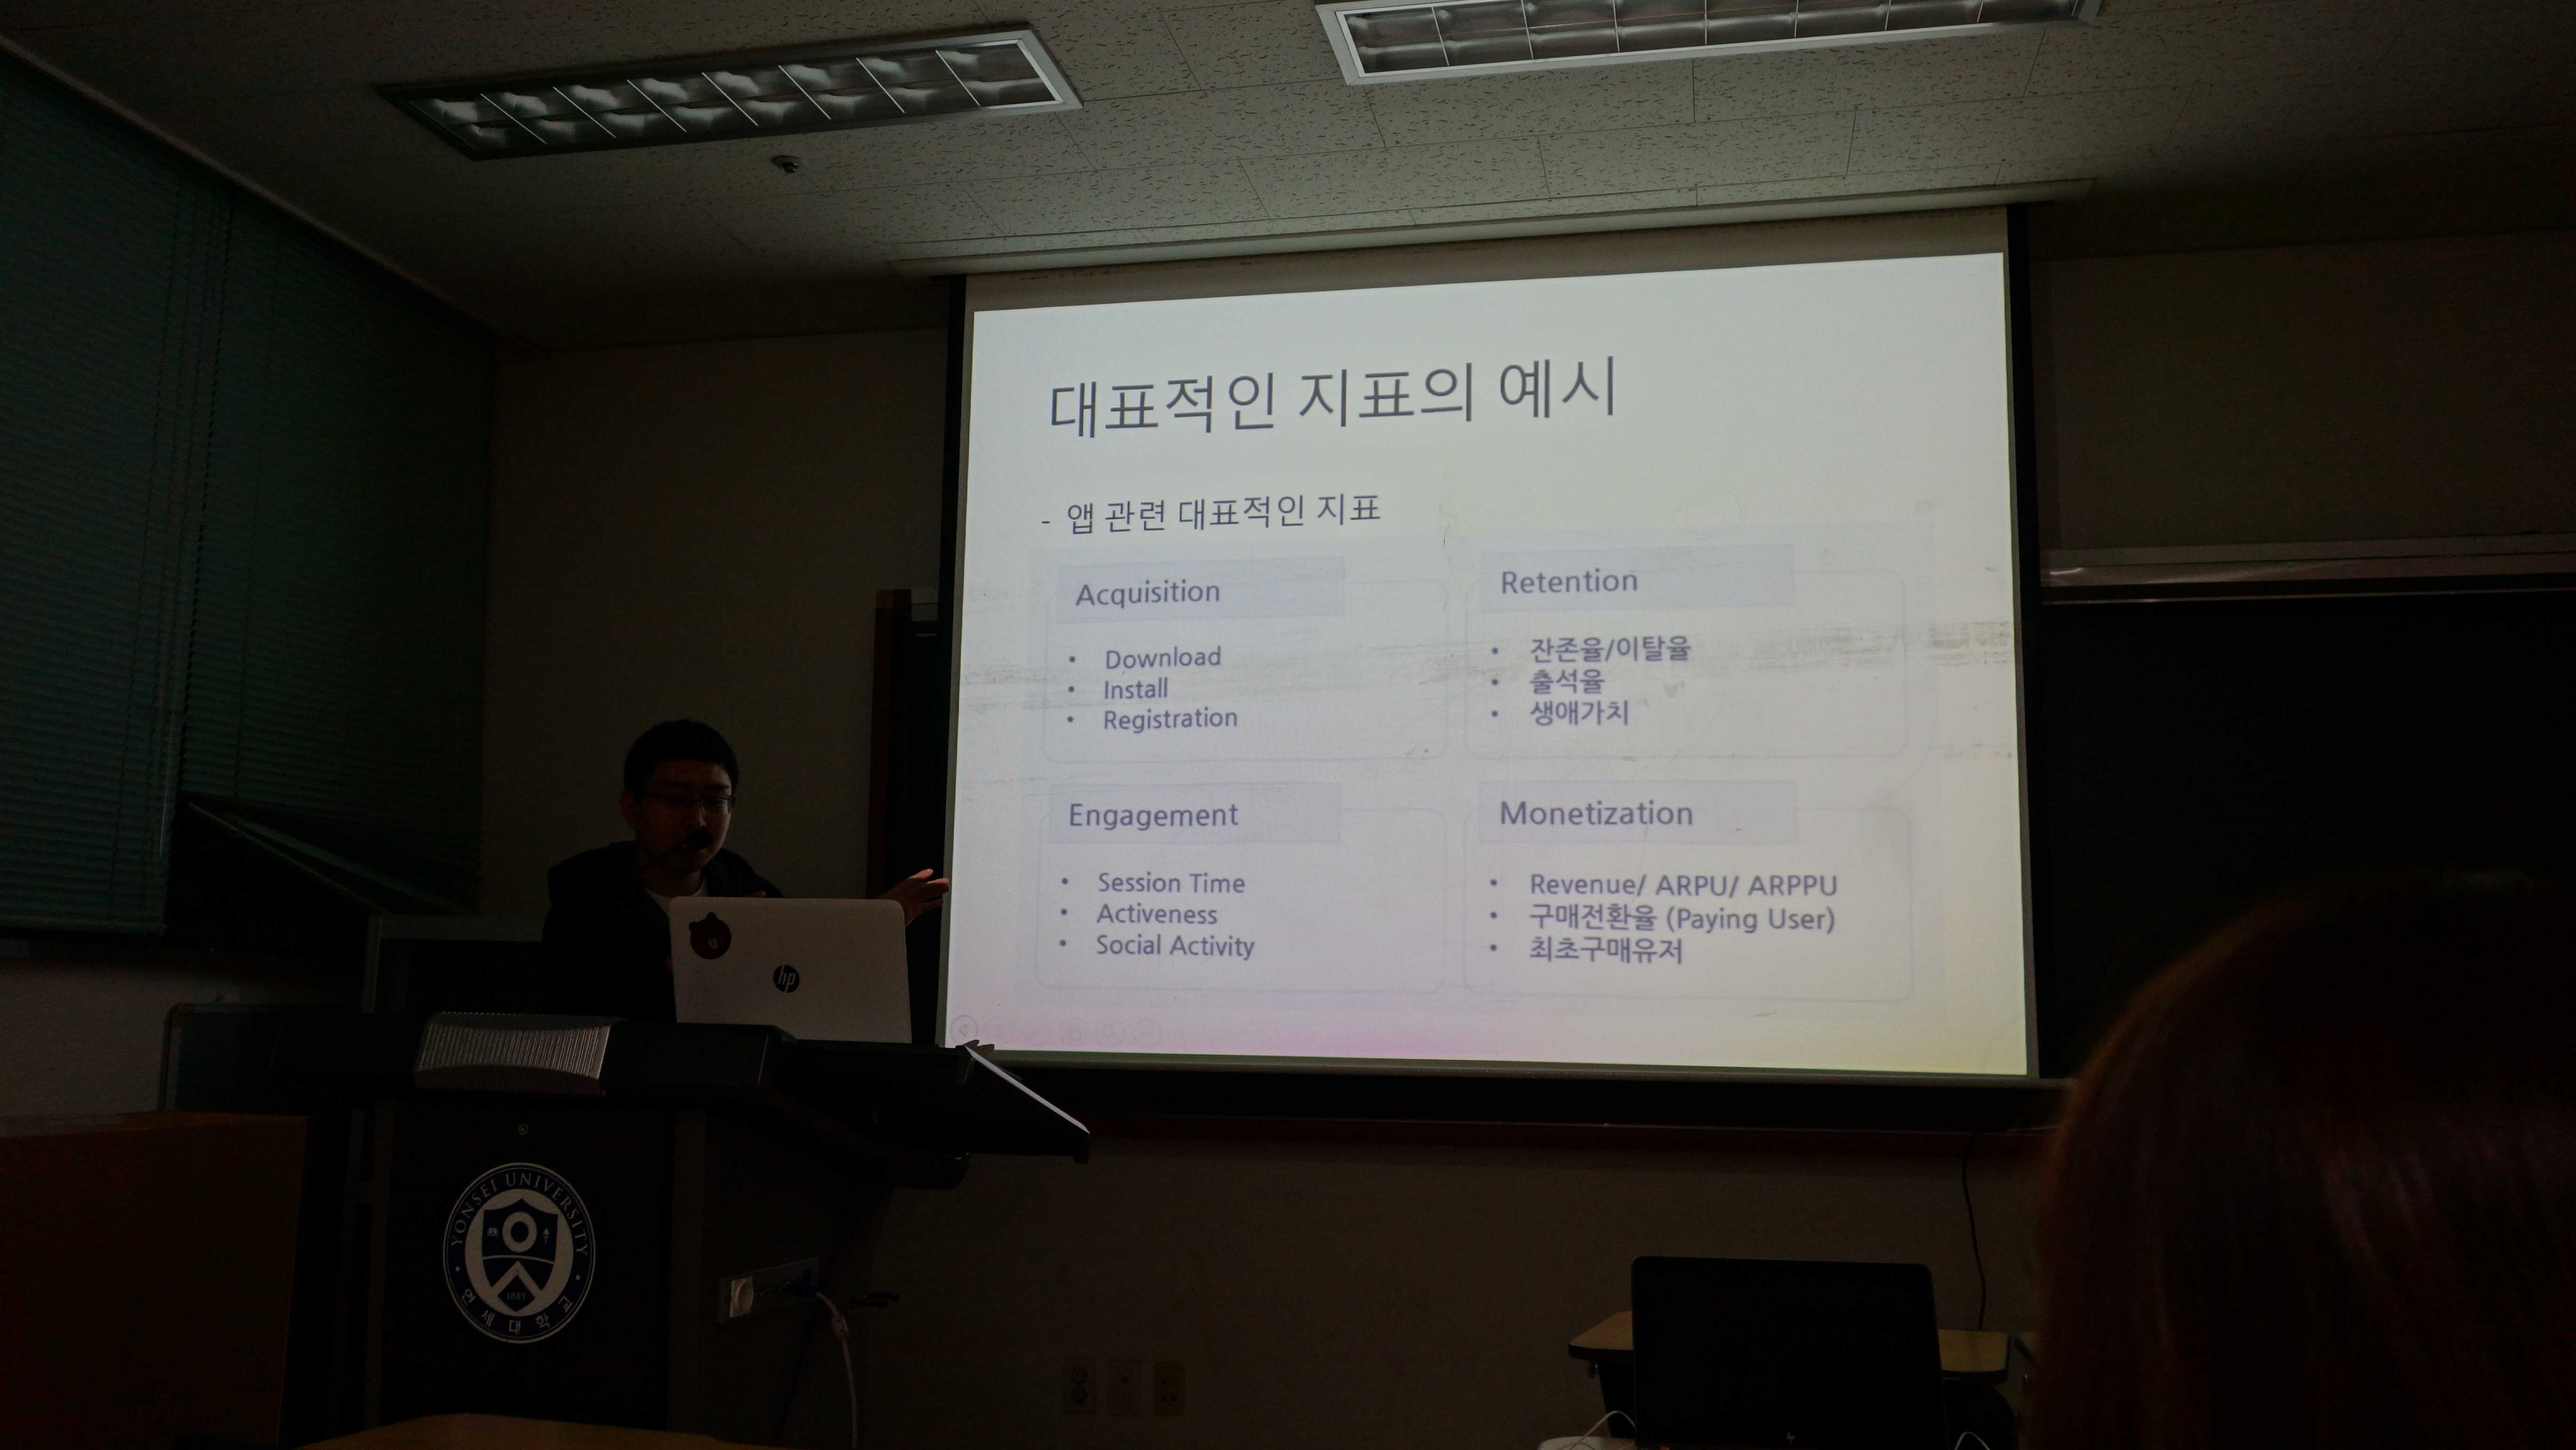 대표적인 지표의 예시
- 앱 관련 대표적인 지표
Acquisition
• Download
• Install
• Registration
Retention
• 잔존율/이탈율
• 출석율
• 생애가치
Engagement
• Session Time
• Activeness
• Social Activity
Monetization
• Revenue/ ARPU/ ARPPU
• 구매전환율 (Paying User)
• 최초구매유저
hp
YONSEI UNIVERSITY
1885
연세대학교